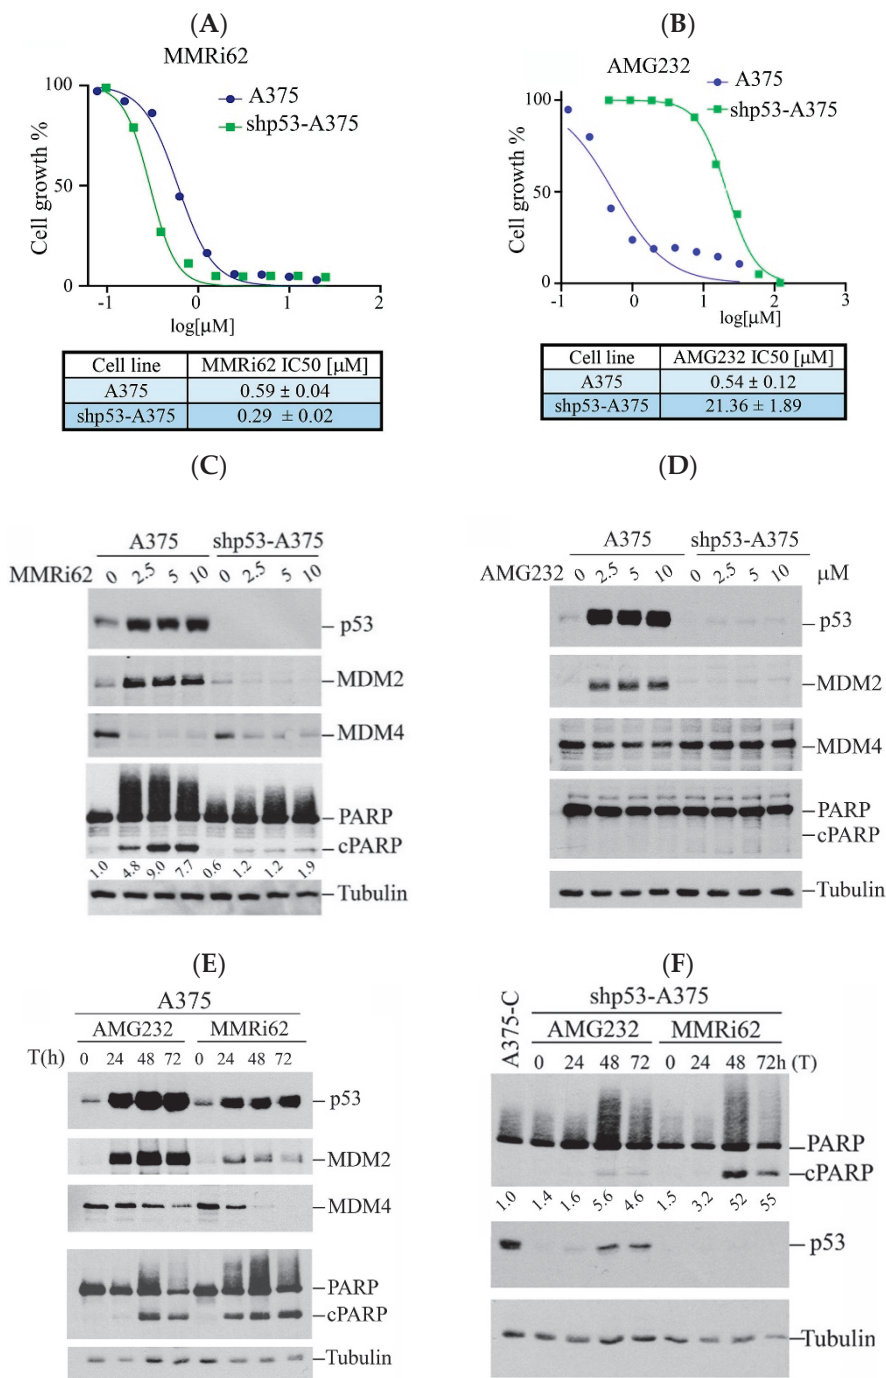 (A)
MMRi62
A375
shp53-A375
100
50
0
Cell growth %
-1 0 1 2
log[µM]
Cell line MMRi62 IC50 [µM]
A375 0.59 ± 0.04
shp53-A375 0.29 ± 0.02
(B)
AMG232
A375
shp53-A375
100
50
0
Cell growth %
-1 0 1 2 3
log[µM]
Cell line AMG232 IC50 [µM]
A375 0.54 ± 0.12
shp53-A375 21.36 ± 1.89
(C)
A375 shp53-A375
MMRi62 0 2.5 5 10 0 2.5 5 10
p53
MDM2
MDM4
PARP
cPARP
1.0 4.8 9.0 7.7 0.6 1.2 1.2 1.9
Tubulin
(D)
A375 shp53-A375
AMG232 0 2.5 5 10 0 2.5 5 10 µM
p53
MDM2
MDM4
PARP
cPARP
Tubulin
(E)
A375
AMG232 MMRi62
T(h) 0 24 48 72 0 24 48 72
p53
MDM2
MDM4
PARP
cPARP
Tubulin
(F)
A375-C
shp53-A375
AMG232 MMRi62
0 24 48 72 0 24 48 72h (T)
PARP
cPARP
1.0 1.4 1.6 5.6 4.6 1.5 3.2 52 55
p53
Tubulin